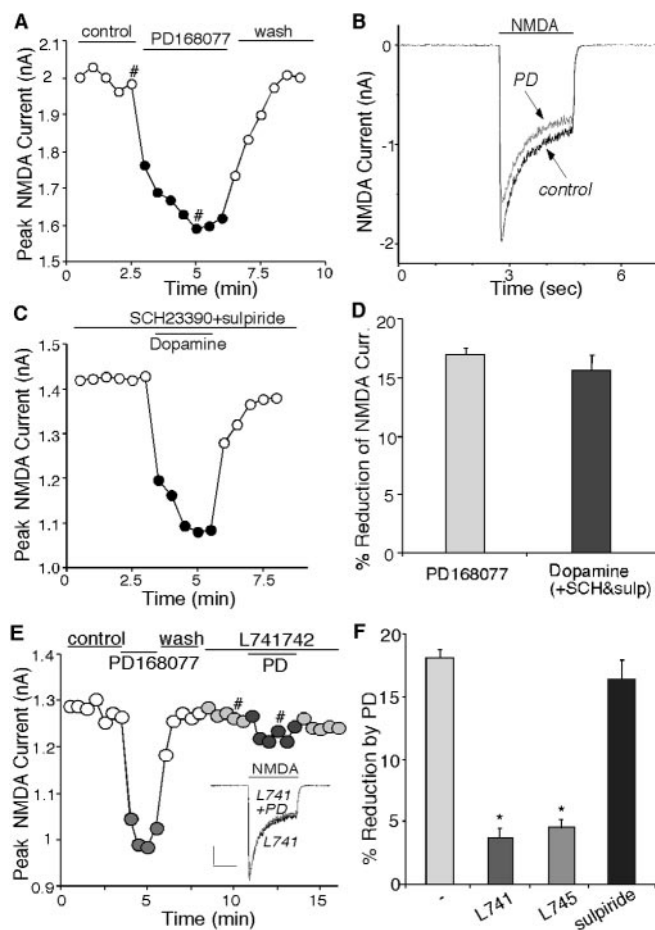 A
control PD168077 wash
Peak NMDA Current (nA)
2.1
2
1.9
1.8
1.7
1.6
1.5
#
#
0 2.5 5 7.5 10
Time (min)
B
NMDA
NMDA Current (nA)
0
-1
-2
PD
control
0 3 6
Time (sec)
C
SCH23390+sulpiride
Dopamine
Peak NMDA Current (nA)
1.5
1.4
1.3
1.2
1.1
1.0
0 2.5 5 7.5
Time (min)
D
% Reduction of NMDA Curr.
20
15
10
5
0
PD168077
Dopamine
(+SCH&sulp)
E
control wash L741742
PD168077 PD
Peak NMDA Current (nA)
1.4
1.3
1.2
1.1
1
0.9
#
#
NMDA
L741
+PD
L741
0 5 10 15
Time (min)
F
% Reduction by PD
20
15
10
5
0
*
*
-
L741
L745
sulpiride